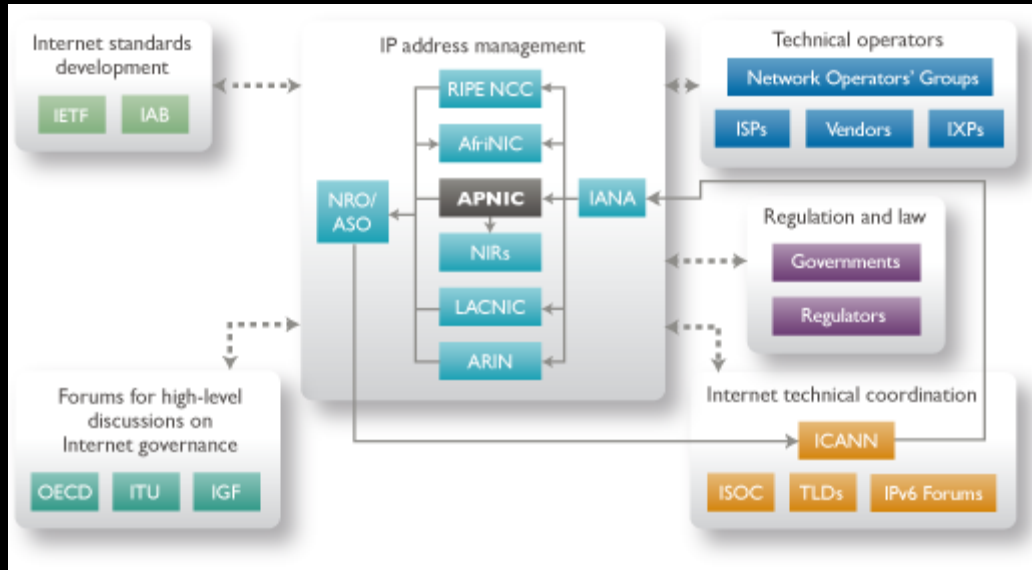 Internet standards
development
IETF
IAB
IP address management
RIPE NCC
AfriNIC
APNIC
NIRs
LACNIC
ARIN
NRO/
ASO
IANA
Technical operators
Network Operators' Groups
ISPs
Vendors
IXPs
Regulation and law
Governments
Regulators
Forums for high-level
discussions on
Internet governance
OECD
ITU
IGF
Internet technical coordination
ICANN
ISOC
TLDs
IPv6 Forums